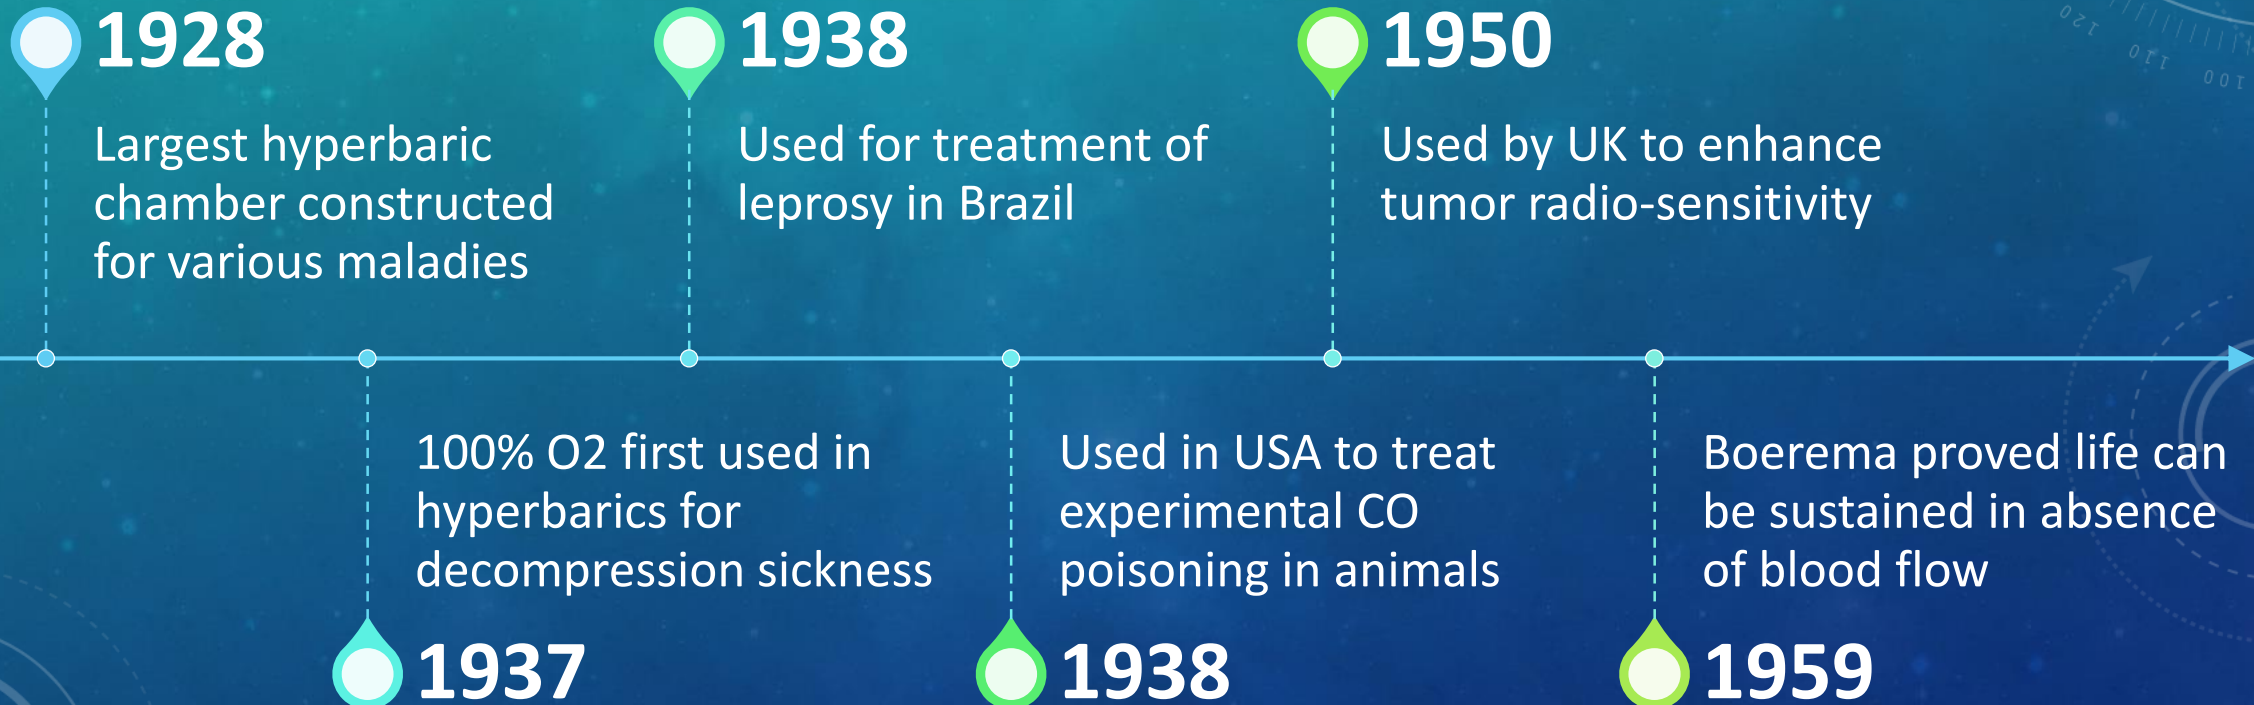 1928
Largest hyperbaric
chamber constructed
for various maladies
100% O2 first used in
hyperbarics for
decompression sickness
1937
1938
Used for treatment of
leprosy in Brazil
Used in USA to treat
experimental CO
poisoning in animals
1938
1950
Used by UK to enhance
tumor radio-sensitivity
Boerema proved life can
be sustained in absence
of blood flow
1959
120
110
100